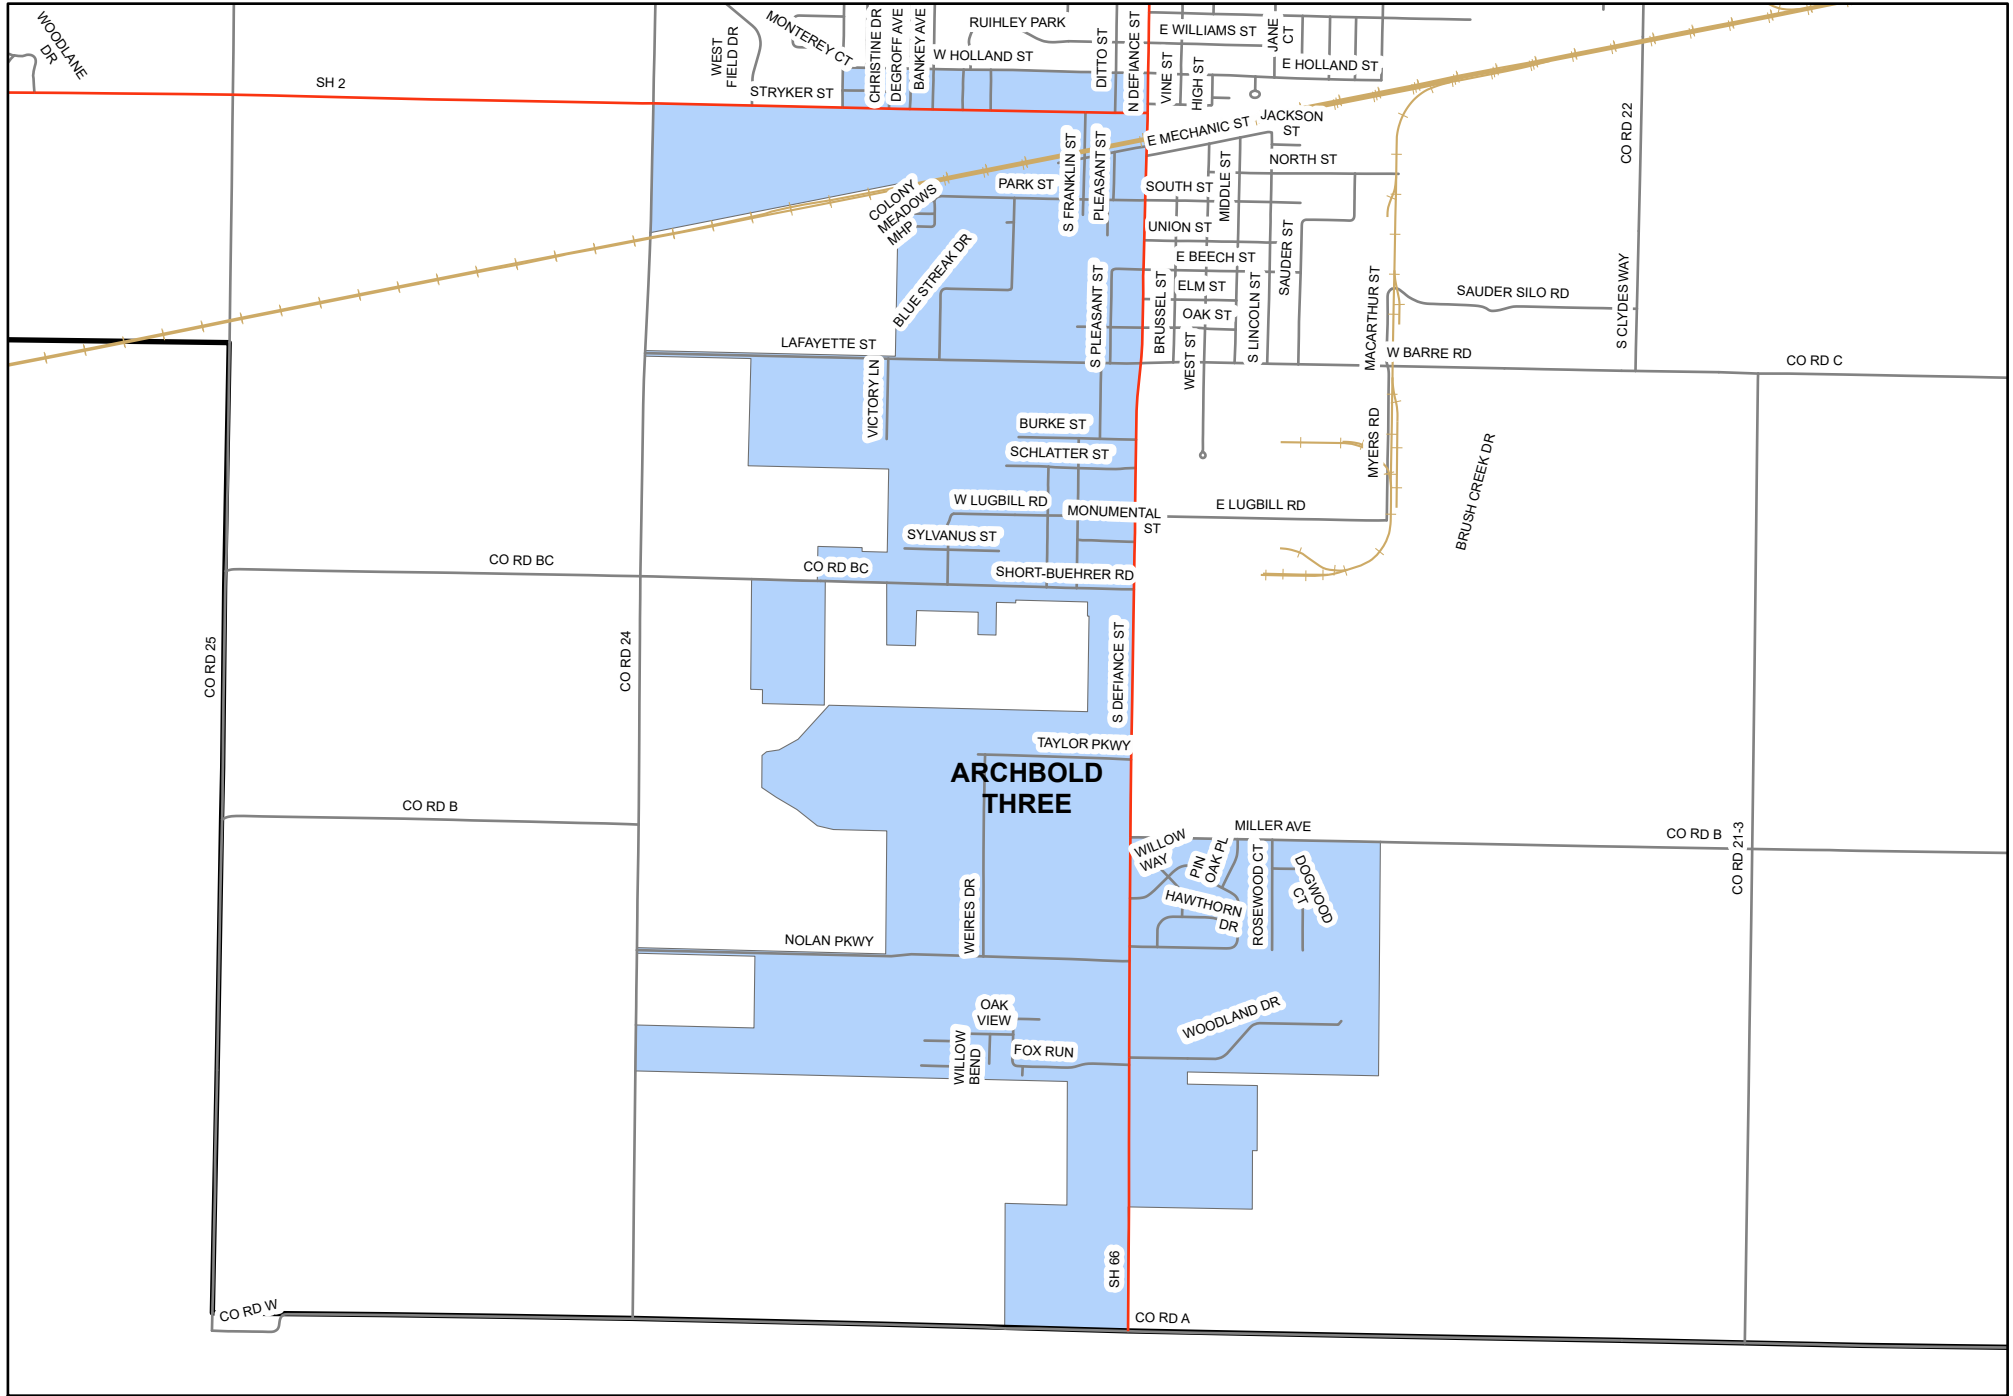 WOODLANE
DR
SH 2
WEST
FIELD DR
MONTEREY CT
STRYKER ST
CHRISTINE DR
DEGROFF AVE
BANKEY AVE
RUIHLEY PARK
W HOLLAND ST
DITTO ST
N DEFIANCE ST
E WILLIAMS ST
VINE ST
HIGH ST
JANE
CT
E HOLLAND ST
E MECHANIC ST
JACKSON
ST
CO RD 22
NORTH ST
MIDDLE ST
SOUTH ST
S FRANKLIN ST
PLEASANT ST
PARK ST
COLONY
MEADOWS
MHP
UNION ST
E BEECH ST
SAUDER ST
BLUE STREAK DR
S PLEASANT ST
BRUSSEL ST
ELM ST
OAK ST
S LINCOLN ST
WEST ST
MACARTHUR ST
SAUDER SILO RD
S CLYDES WAY
LAFAYETTE ST
W BARRE RD
CO RD C
VICTORY LN
BURKE ST
SCHLATTER ST
MYERS RD
BRUSH CREEK DR
W LUGBILL RD
MONUMENTAL
ST
E LUGBILL RD
SYLVANUS ST
CO RD BC
CO RD BC
SHORT-BUEHRER RD
CO RD 25
CO RD 24
S DEFIANCE ST
TAYLOR PKWY
ARCHBOLD
THREE
CO RD B
MILLER AVE
CO RD B
CO RD 21-3
WILLOW
WAY
PIN
OAK PL
ROSEWOOD CT
DOGWOOD
CT
HAWTHORN
DR
WEIRES DR
NOLAN PKWY
OAK
VIEW
WILLOW
BEND
FOX RUN
WOODLAND DR
SH 66
CO RD W
CO RD A